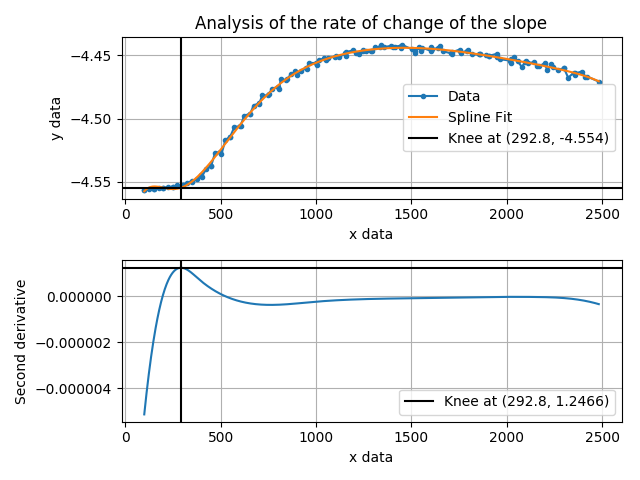 Analysis of the rate of change of the slope
−4.45
−4.50
−4.55
y data
Data
Spline Fit
Knee at (292.8, -4.554)
0 500 1000 1500 2000 2500
x data
0.000000
−0.000002
−0.000004
Second derivative
Knee at (292.8, 1.2466)
0 500 1000 1500 2000 2500
x data